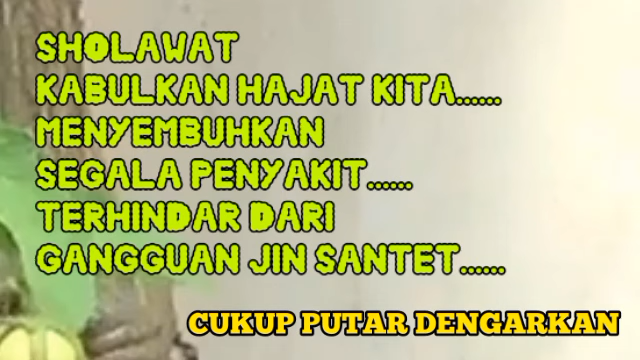 SHOLAWAT
KABULKAN HAJAT KITA......
MENYEMBUHKAN
SEGALA PENYAKIT......
TERHINDAR DARI
GANGGUAN JIN SANTET......
CUKUP PUTAR DENGARKAN